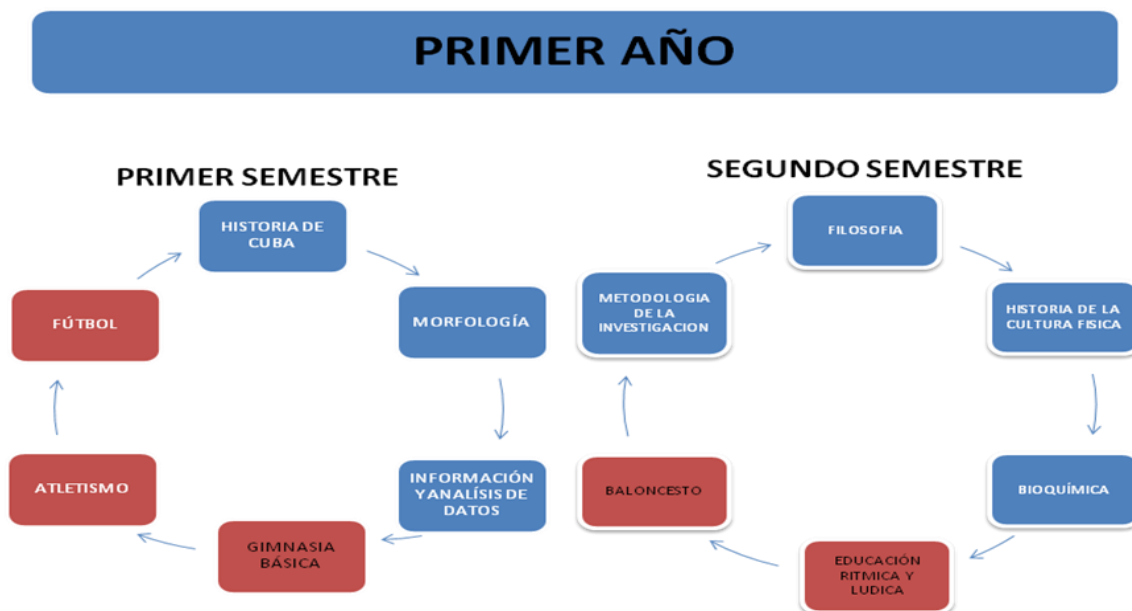 PRIMER AÑO
PRIMER SEMESTRE
HISTORIA DE
CUBA
MORFOLOGÍA
INFORMACIÓN
Y ANALÍSIS DE
DATOS
GIMNASIA
BÁSICA
ATLETISMO
FÚTBOL
SEGUNDO SEMESTRE
FILOSOFIA
HISTORIA DE LA
CULTURA FISICA
BIOQUÍMICA
EDUCACIÓN
RITMICA Y
LUDICA
BALONCESTO
METODOLOGIA
DE LA
INVESTIGACION